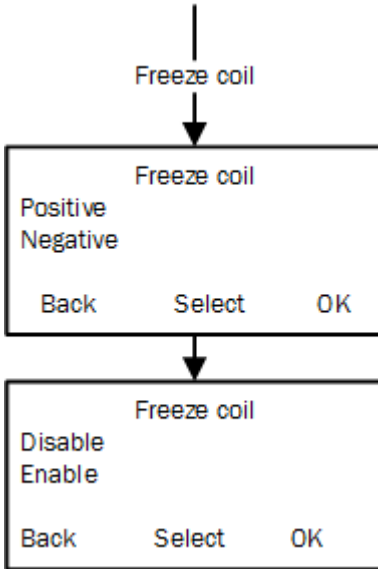 Freeze coil
Freeze coil
Positive
Negative
Back Select OK
Freeze coil
Disable
Enable
Back Select OK